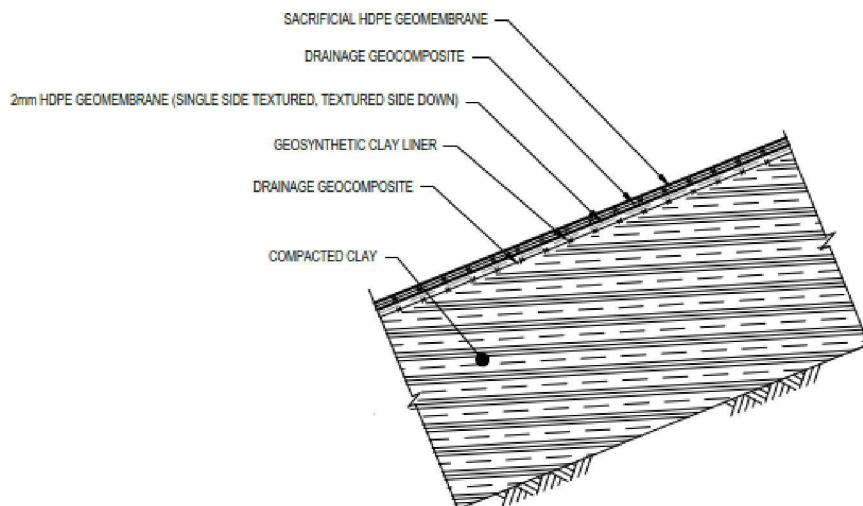 SACRIFICIAL HDPE GEOMEMBRANE
DRAINAGE GEOCOMPOSITE
2mm HDPE GEOMEMBRANE (SINGLE SIDE TEXTURED, TEXTURED SIDE DOWN)
GEOSYNTHETIC CLAY LINER
DRAINAGE GEOCOMPOSITE
COMPACTED CLAY